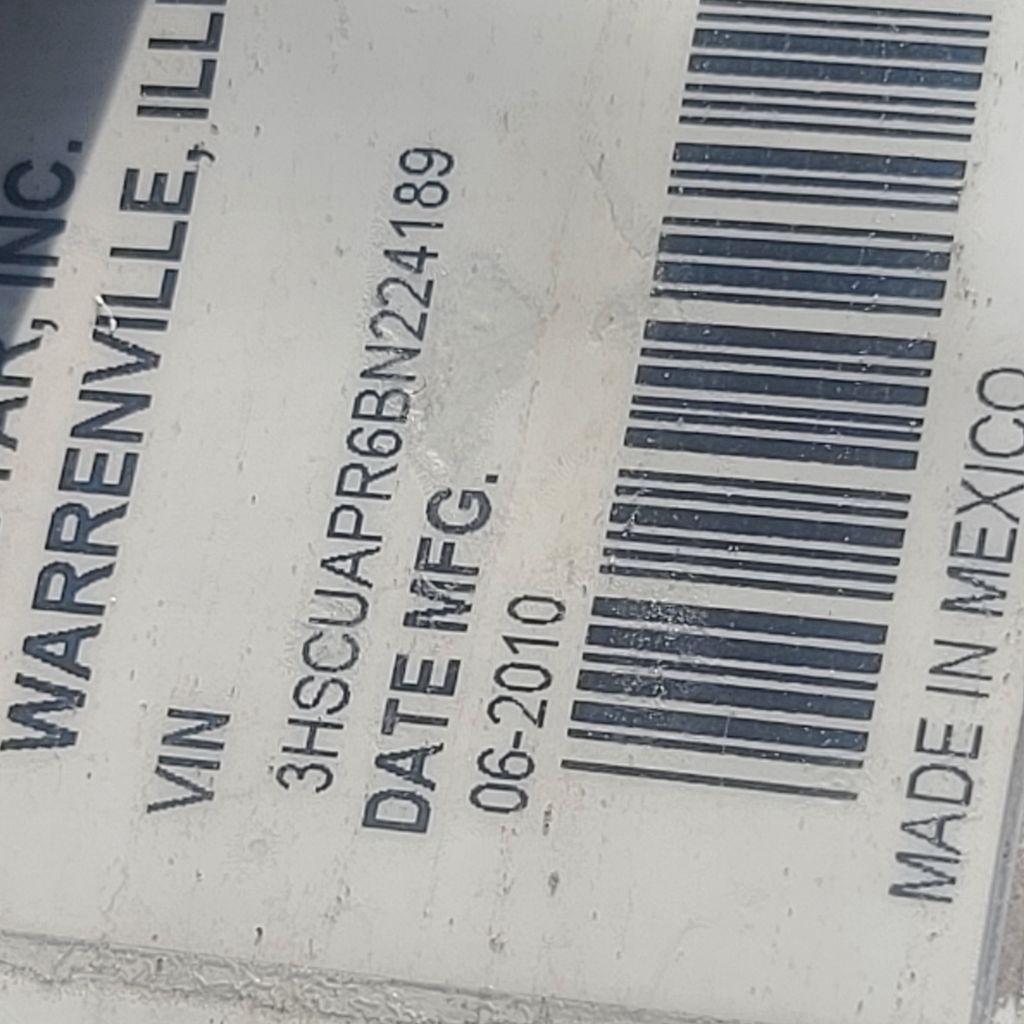 INC.
WARRENVILLE,
VIN
3HSCUAPR6BN224189
DATE MFG.
06-2010
MADE IN MEXICO